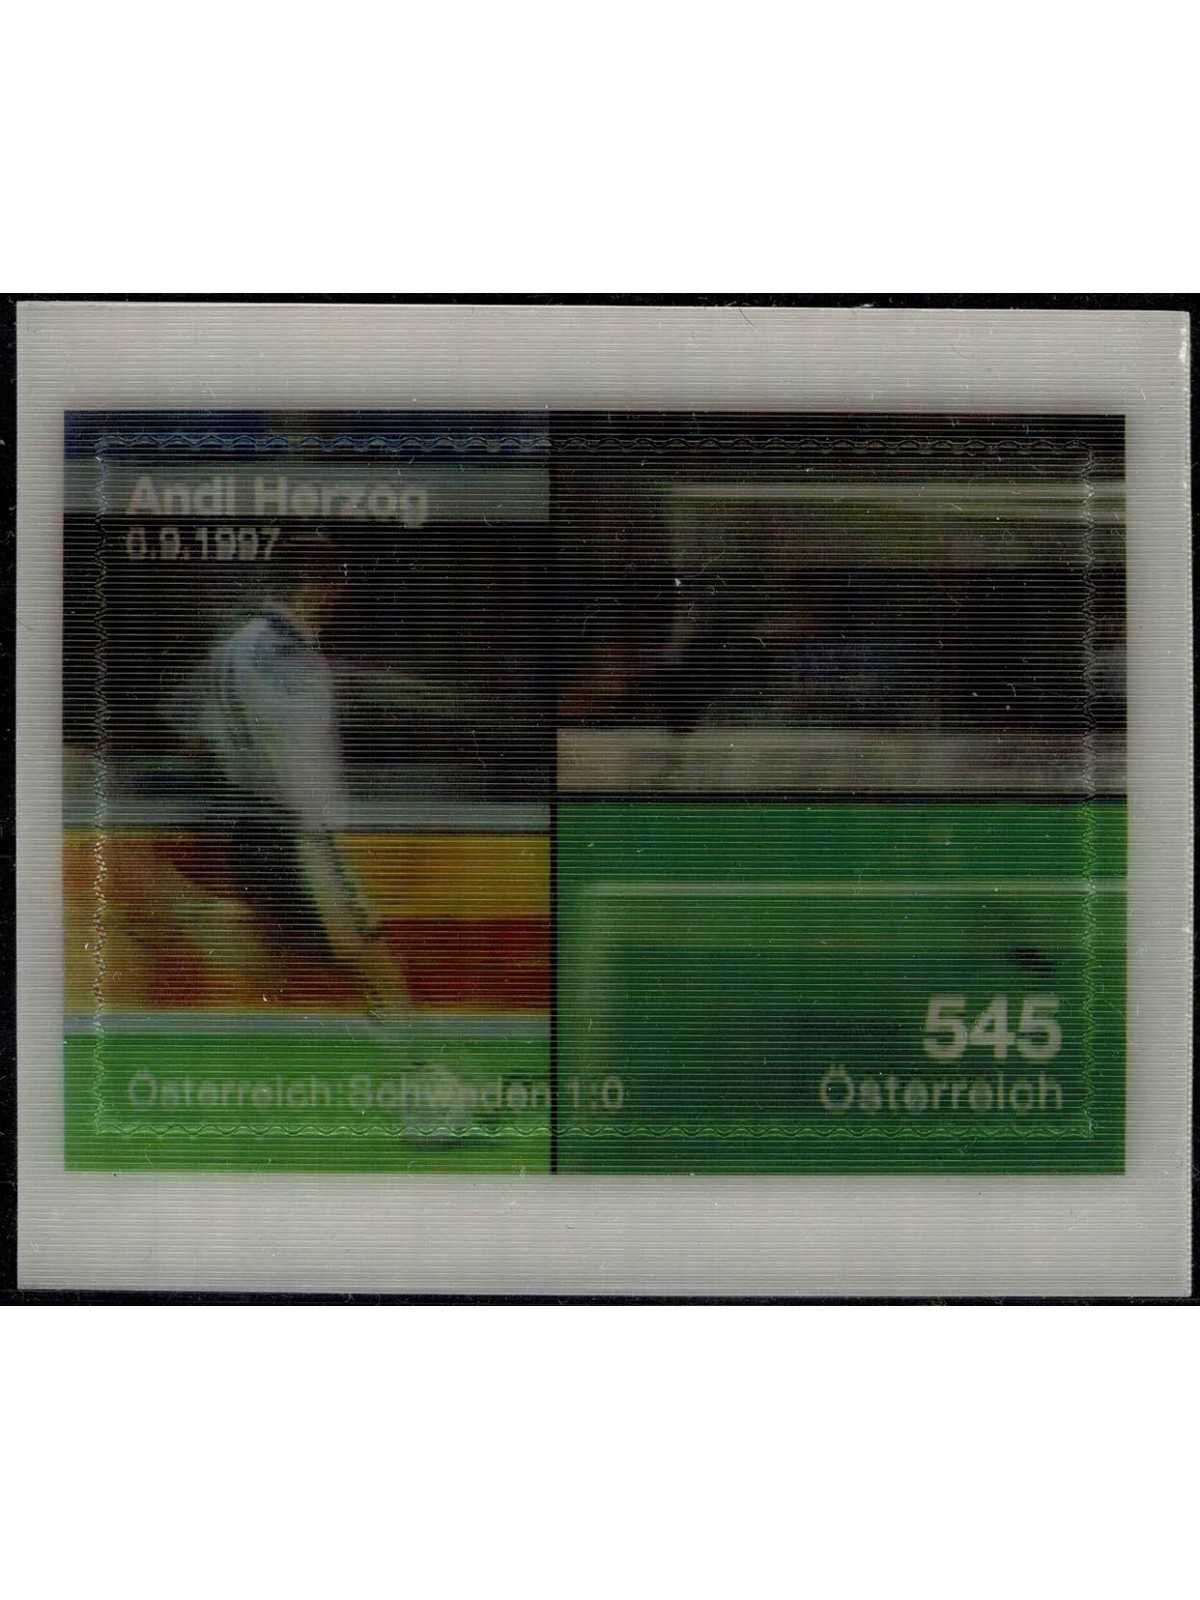 Andi Herzog
6.9.1997
545
Österreich:Schweden 1:0
Österreich